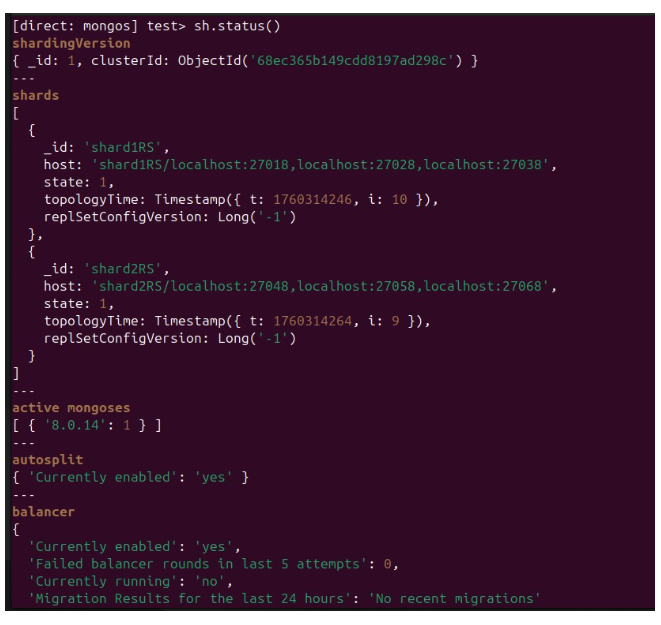 [direct: mongos] test> sh.status()
shardingVersion
{ _id: 1, clusterId: ObjectId('68ec365b149cdd8197ad298c') }
---
shards
[
  {
    _id: 'shard1RS',
    host: 'shard1RS/localhost:27018,localhost:27028,localhost:27038',
    state: 1,
    topologyTime: Timestamp({ t: 1760314246, i: 10 }),
    replSetConfigVersion: Long('-1')
  },
  {
    _id: 'shard2RS',
    host: 'shard2RS/localhost:27048,localhost:27058,localhost:27068',
    state: 1,
    topologyTime: Timestamp({ t: 1760314264, i: 9 }),
    replSetConfigVersion: Long('-1')
  }
]
---
active mongoses
[ { '8.0.14': 1 } ]
---
autosplit
{ 'Currently enabled': 'yes' }
---
balancer
{
  'Currently enabled': 'yes',
  'Failed balancer rounds in last 5 attempts': 0,
  'Currently running': 'no',
  'Migration Results for the last 24 hours': 'No recent migrations'